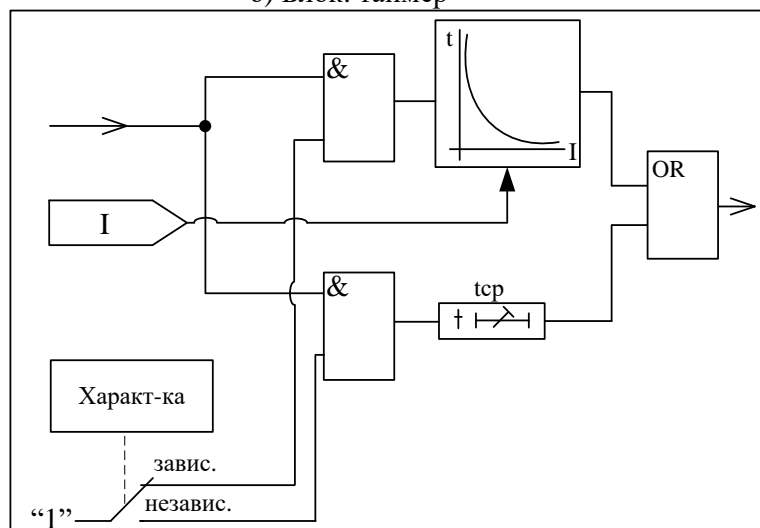 б) Блок: Таймер
&
t
I
OR
I
&
tср
t
Характ-ка
завис.
независ.
“1”